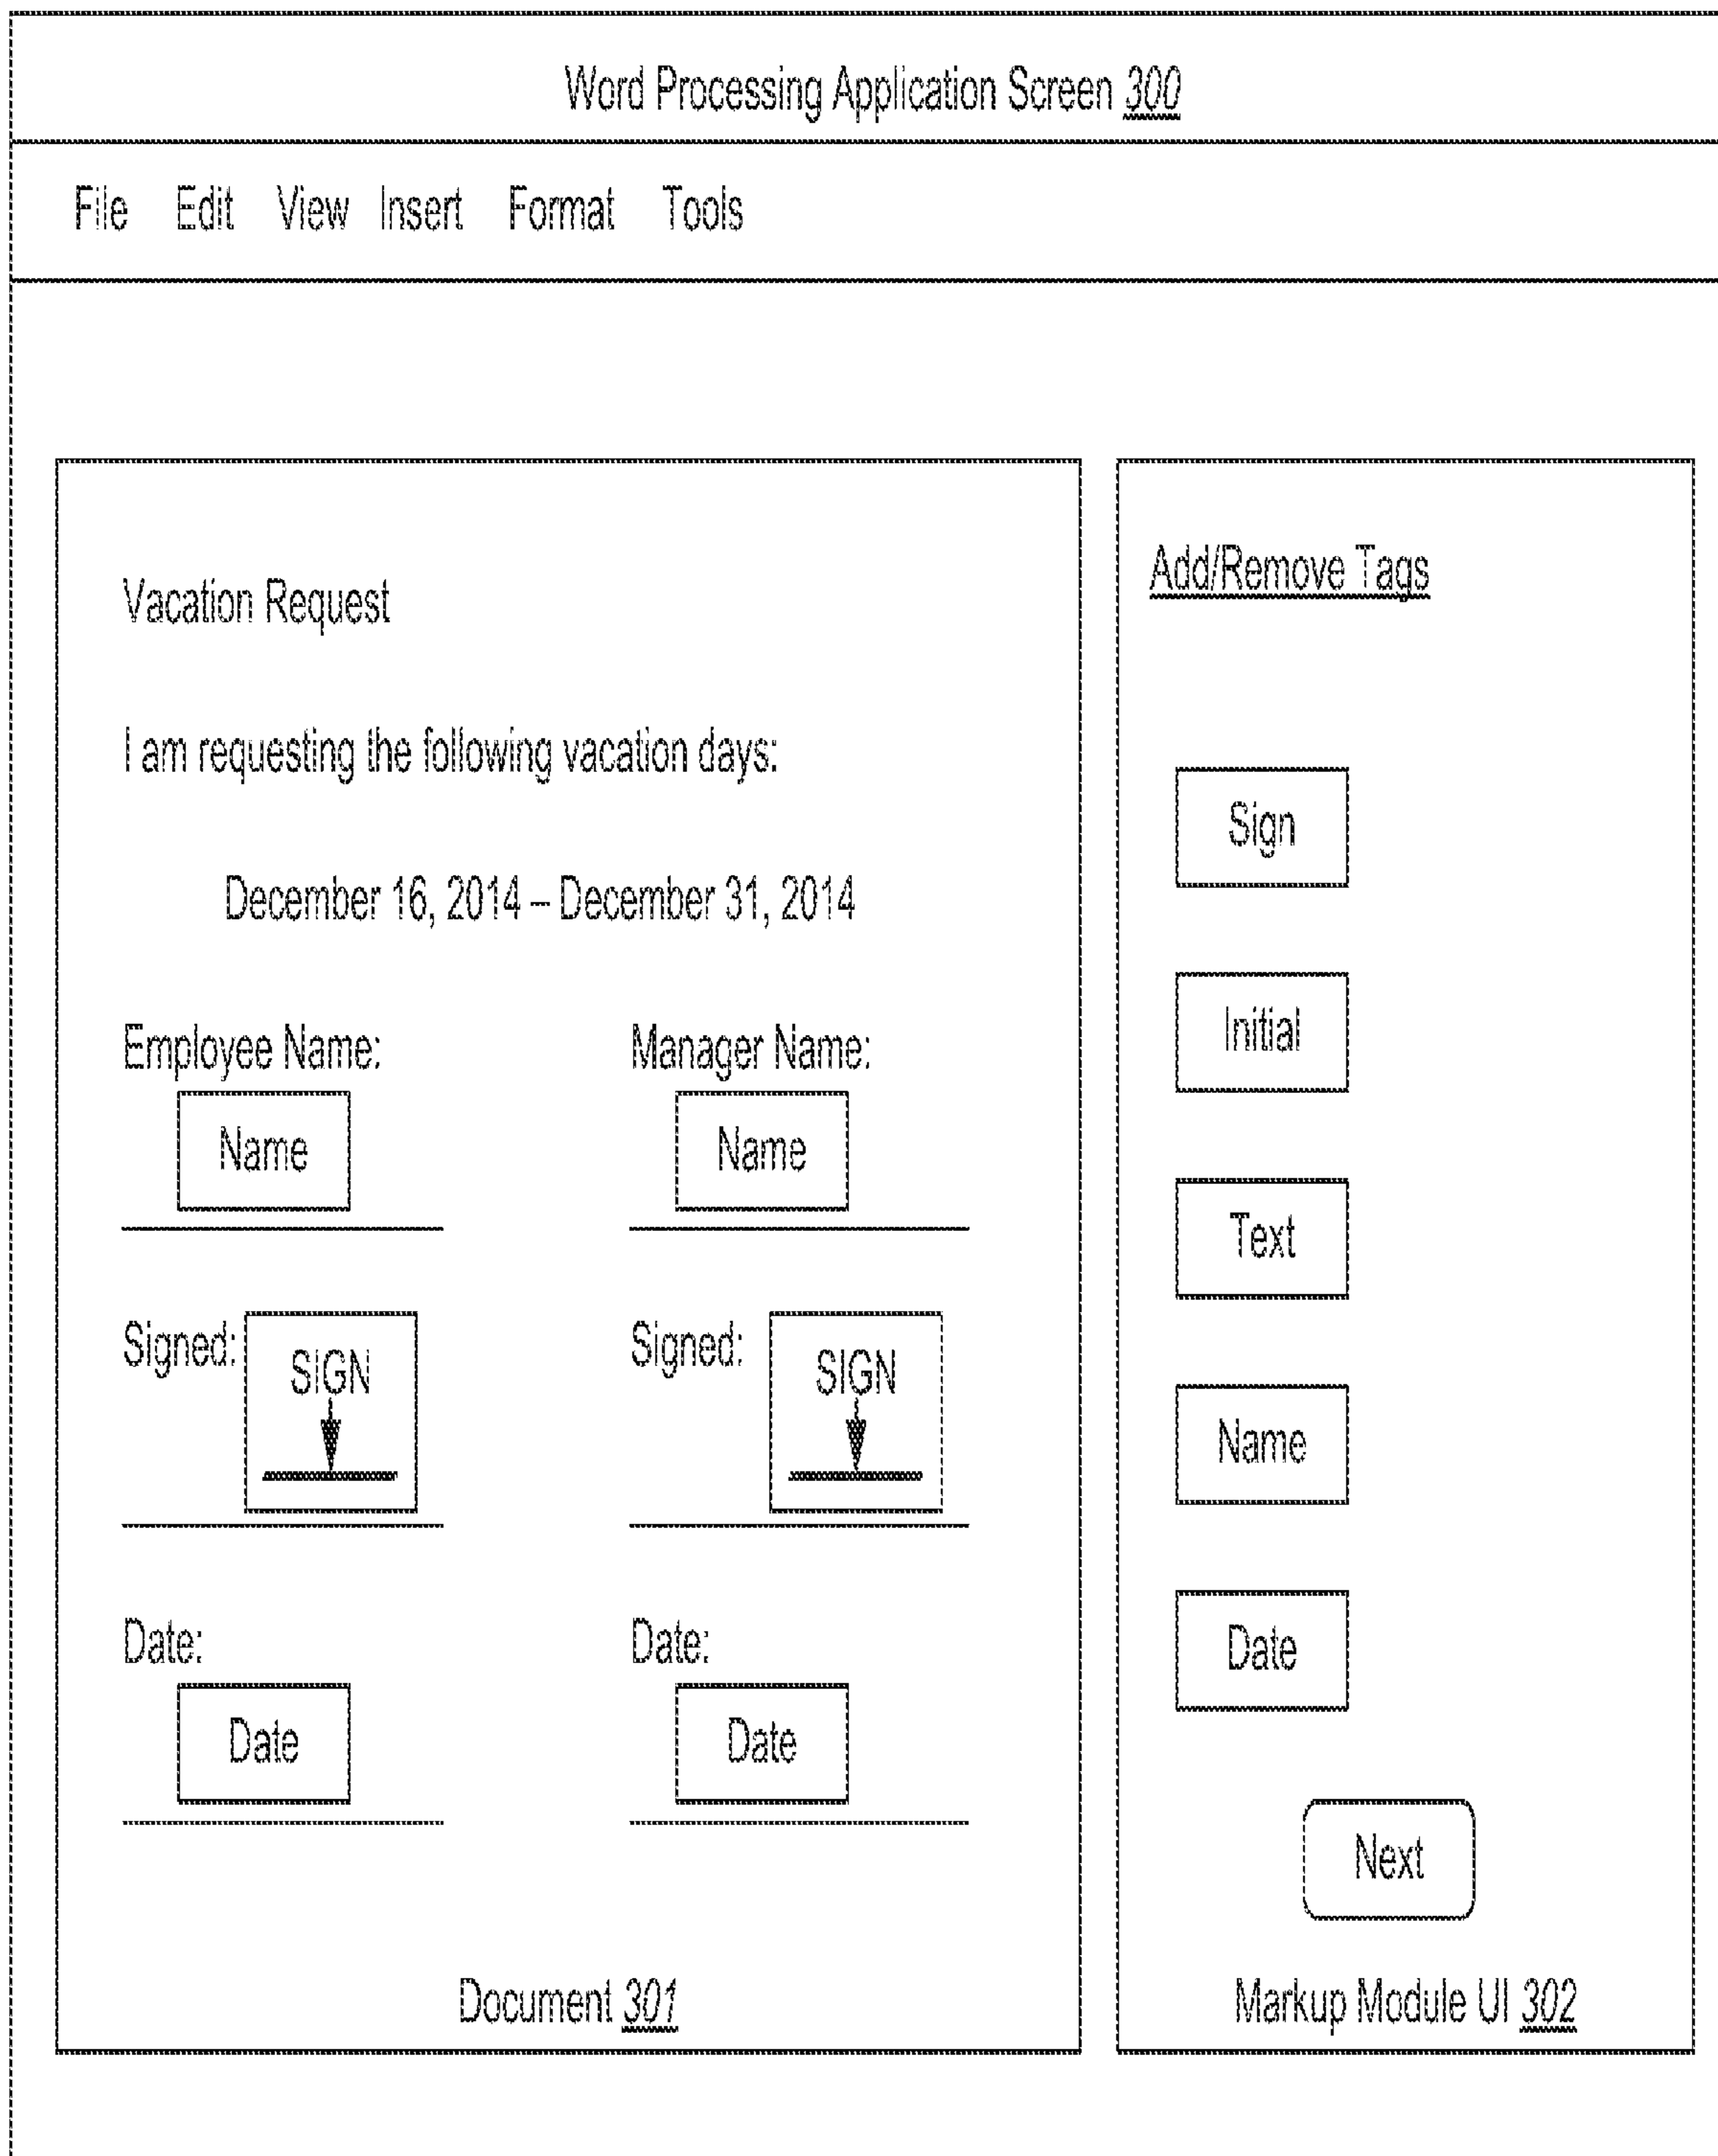 Word Processing Application Screen 300
File Edit View Insert Format Tools
Vacation Request
I am requesting the following vacation days:
December 16, 2014 – December 31, 2014
Employee Name: Manager Name:
Name Name
Signed: SIGN Signed: SIGN
Date: Date:
Date Date
Document 301
Add/Remove Tags
Sign
Initial
Text
Name
Date
Next
Markup Module UI 302